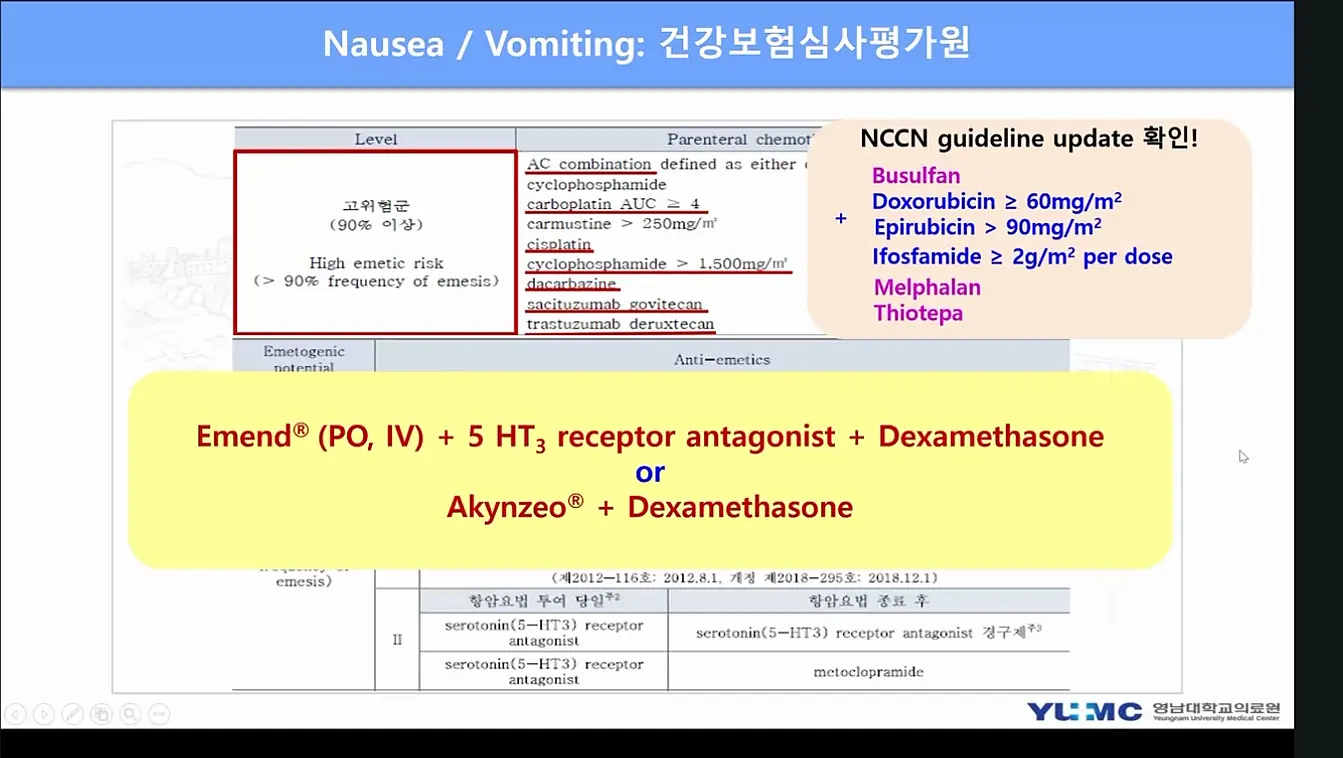 Nausea / Vomiting: 건강보험심사평가원
Level
Parenteral chemot
고위험군
(90% 이상)
High emetic risk
(> 90% frequency of emesis)
AC combination defined as either
cyclophosphamide
carboplatin AUC ≥ 4
carmustine > 250mg/㎡
cisplatin
cyclophosphamide > 1.500mg/㎡
dacarbazine
sacituzumab govitecan
trastuzumab deruxtecan
NCCN guideline update 확인!
+
Busulfan
Doxorubicin ≥ 60mg/m²
Epirubicin > 90mg/m²
Ifosfamide ≥ 2g/m² per dose
Melphalan
Thiotepa
Emetogenic
potential
Anti-emetics
Emend® (PO, IV) + 5 HT₃ receptor antagonist + Dexamethasone
or
Akynzeo® + Dexamethasone
emesis)
(제2012-116호: 2012.8.1, 개정 제2018-295호: 2018.12.1)
항암요법 투여 당일주2
항암요법 종료 후
II
serotonin(5-HT3) receptor
antagonist
serotonin(5-HT3) receptor antagonist 경구제주3
serotonin(5-HT3) receptor
antagonist
metoclopramide
YUMC 영남대학교의료원
Yeungnam University Medical Center